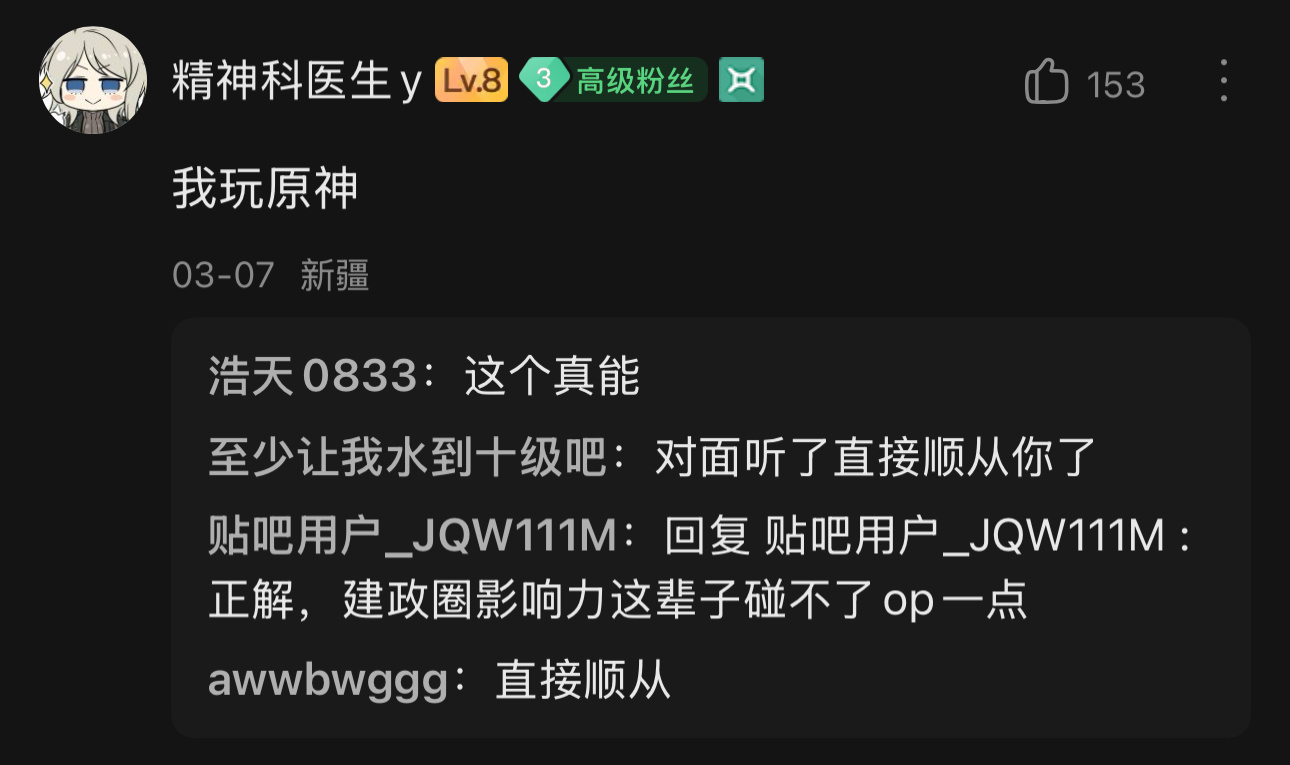 精神科医生y Lv.8 3 高级粉丝 153
我玩原神
03-07 新疆
浩天0833：这个真能
至少让我水到十级吧：对面听了直接顺从你了
贴吧用户_JQW111M：回复 贴吧用户_JQW111M：
正解，建政圈影响力这辈子碰不了op一点
awwbwggg：直接顺从